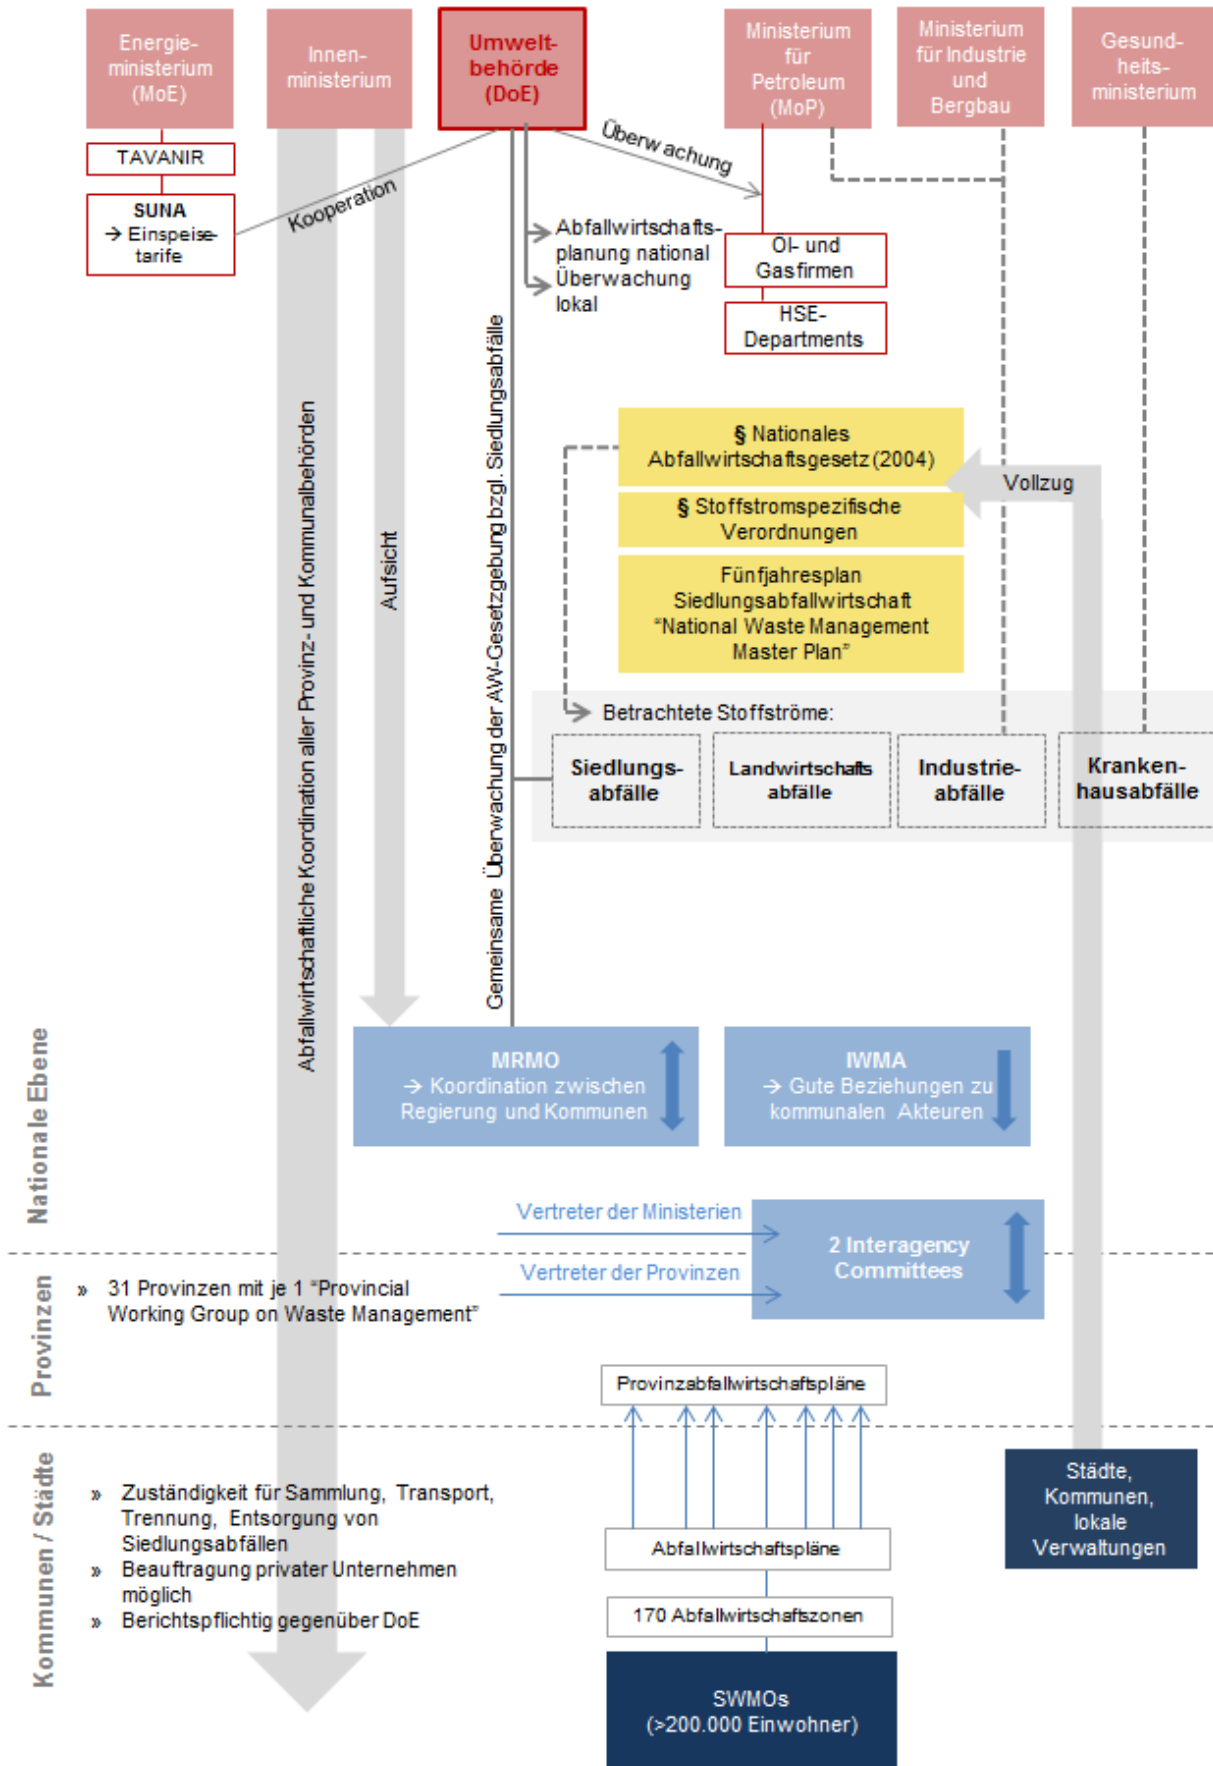 Energie-
ministerium
(MoE)
Innen-
ministerium
Umwelt-
behörde
(DoE)
Ministerium
für
Petroleum
(MoP)
Ministerium
für Industrie
und
Bergbau
Gesund-
heits-
ministerium
TAVANIR
SUNA
→ Einspeise-
tarife
Kooperation
Überwachung
Abfallwirtschafts-
planung national
Überwachung
lokal
Öl- und
Gasfirmen
HSE-
Departments
Abfallwirtschaftliche Koordination aller Provinz- und Kommunalbehörden
Aufsicht
Gemeinsame Überwachung der AW-Gesetzgebung bzgl. Siedlungsabfälle
§ Nationales
Abfallwirtschaftsgesetz (2004)
Vollzug
§ Stoffstromspezifische
Verordnungen
Fünfjahresplan
Siedlungsabfallwirtschaft
“National Waste Management
Master Plan”
Betrachtete Stoffströme:
Siedlungs-
abfälle
Landwirtschafts
abfälle
Industrie-
abfälle
Kranken-
hausabfälle
Nationale Ebene
MRMO
→ Koordination zwischen
Regierung und Kommunen
IWMA
→ Gute Beziehungen zu
kommunalen Akteuren
Vertreter der Ministerien
2 Interagency
Committees
Vertreter der Provinzen
Provinzen
» 31 Provinzen mit je 1 “Provincial
Working Group on Waste Management”
Provinzabfallwirtschaftspläne
Kommunen / Städte
» Zuständigkeit für Sammlung, Transport,
Trennung, Entsorgung von
Siedlungsabfällen
» Beauftragung privater Unternehmen
möglich
» Berichtspflichtig gegenüber DoE
Städte,
Kommunen,
lokale
Verwaltungen
Abfallwirtschaftspläne
170 Abfallwirtschaftszonen
SWMOs
(>200.000 Einwohner)